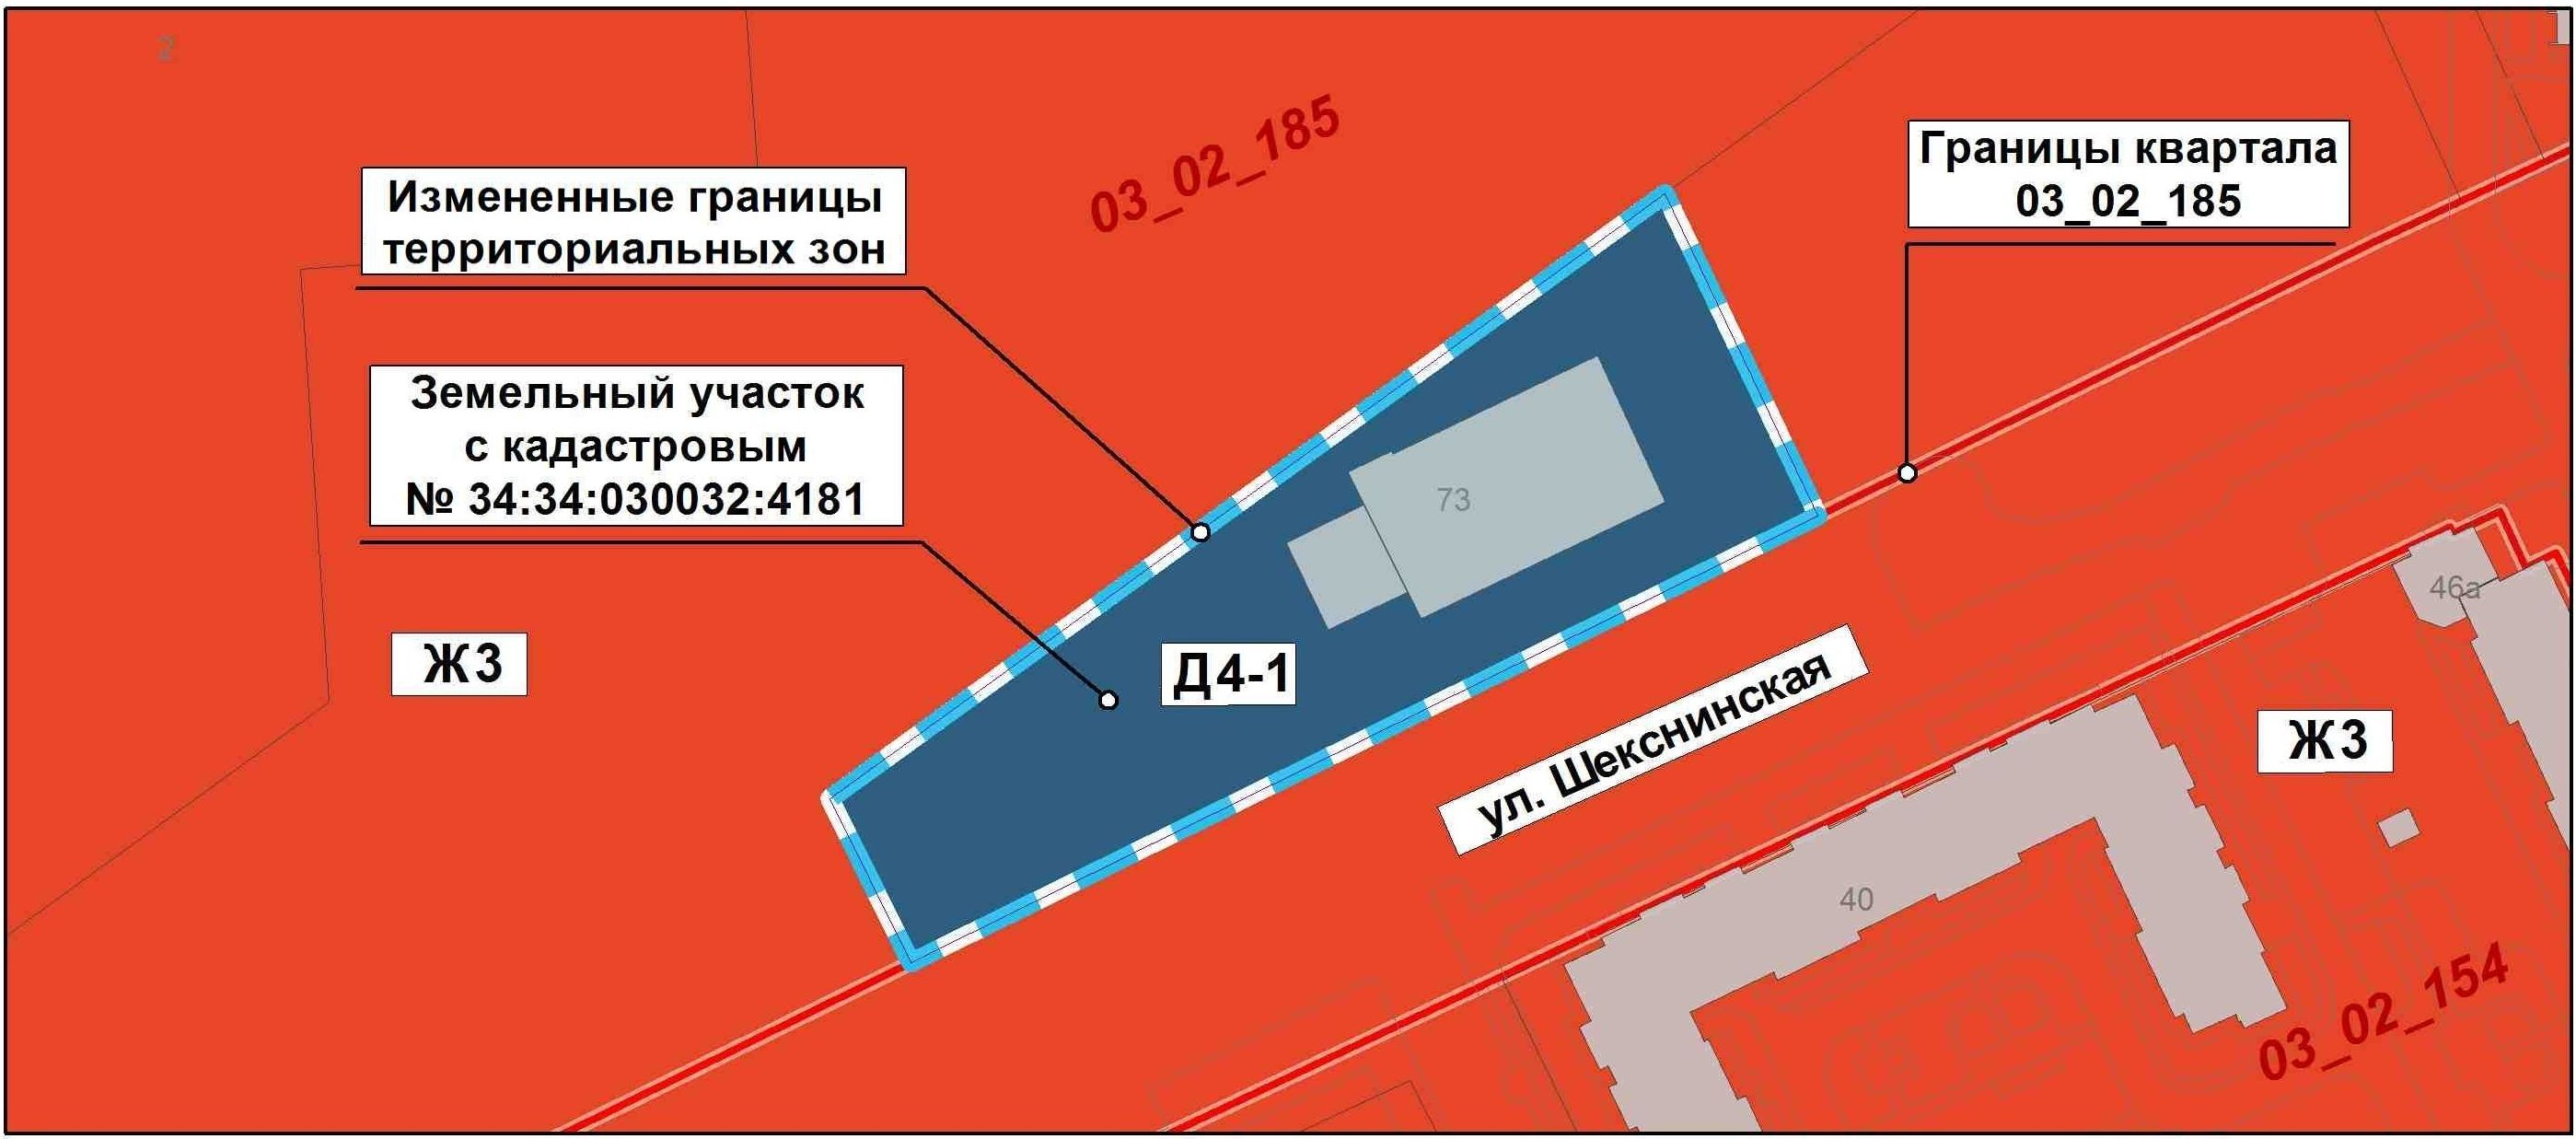 2
03_02_185
Границы квартала
03_02_185
Измененные границы
территориальных зон
Земельный участок
с кадастровым
№ 34:34:030032:4181
73
46а
Ж3
Д4-1
ул. Шекснинская
Ж3
40
03_02_154